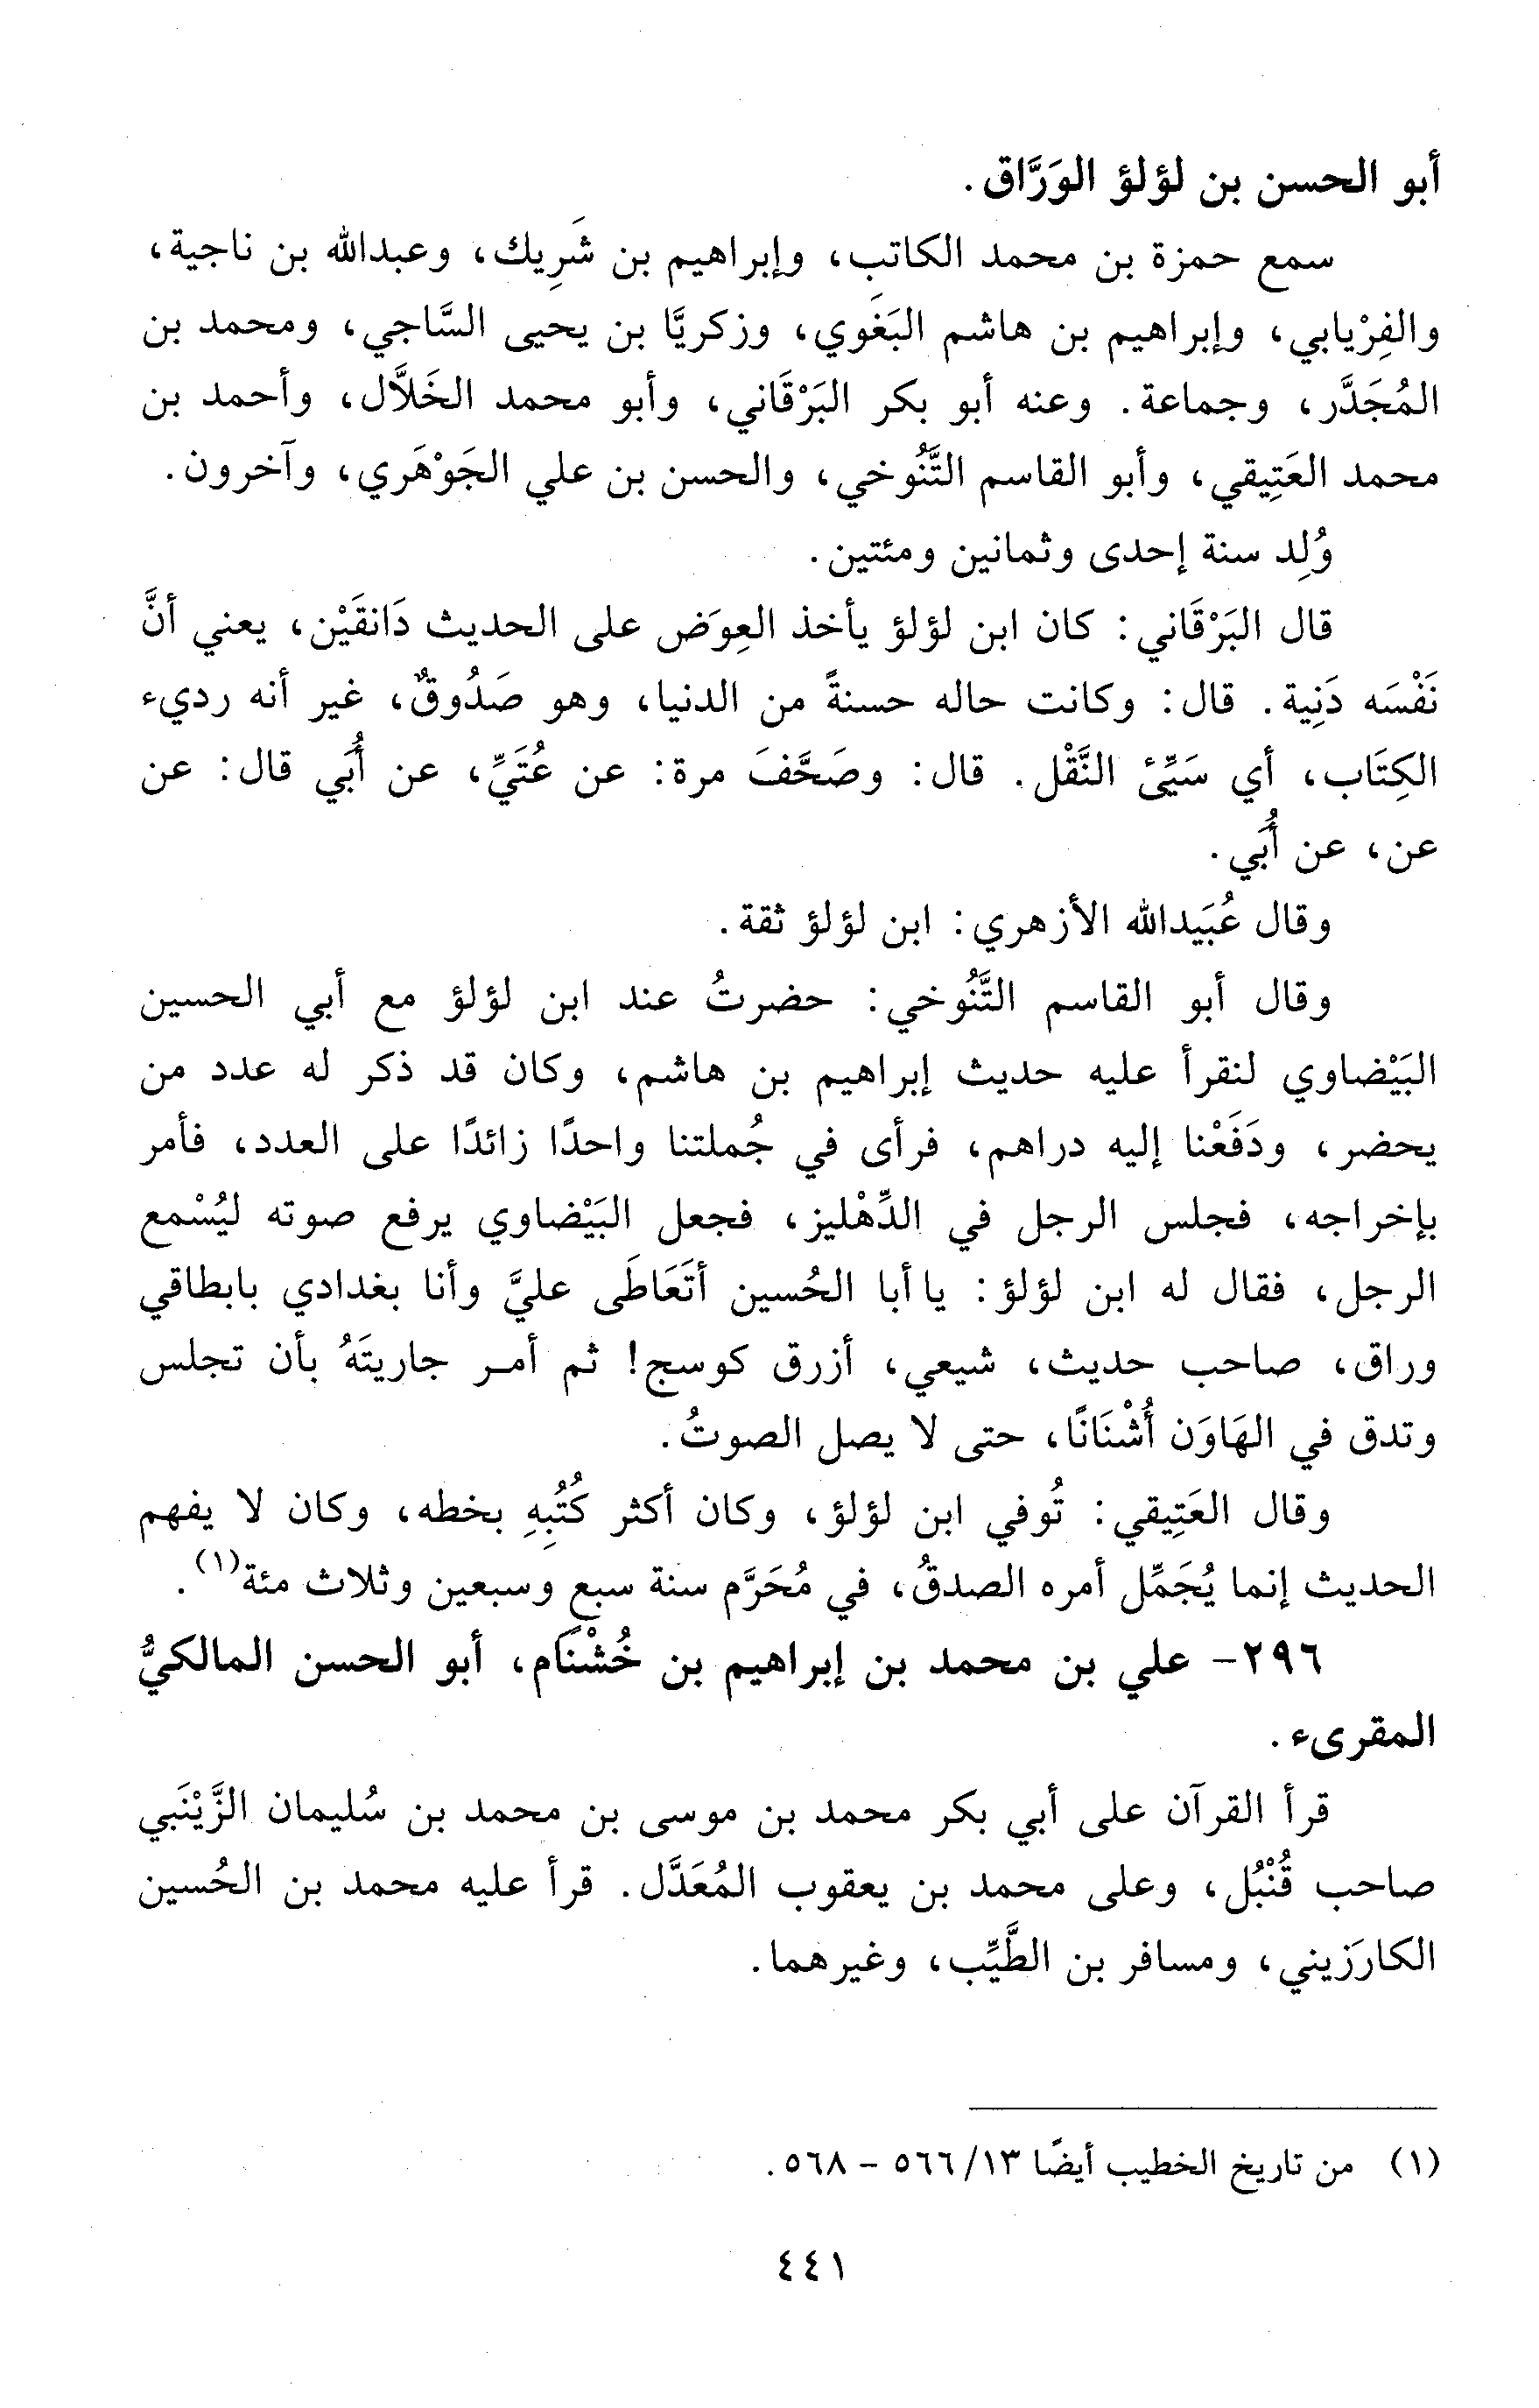 أبو الحسن بن لؤلؤ الوَرَّاق.
سمع حمزة بن محمد الكاتب، وإبراهيم بن شَرِيك، وعبدالله بن ناجية،
والفِرْيابي، وإبراهيم بن هاشم البَغَوي، وزكريَّا بن يحيى السَّاجي، ومحمد بن
المُجَدَّر، وجماعة. وعنه أبو بكر البَرْقَاني، وأبو محمد الخَلاَّل، وأحمد بن
محمد العَتِيقي، وأبو القاسم التَّنُوخي، والحسن بن علي الجَوْهَري، وآخرون.
وُلِد سنة إحدى وثمانين ومئتين.
قال البَرْقَاني: كان ابن لؤلؤ يأخذ العِوَض على الحديث دَانقَيْن، يعني أنَّ
نَفْسَه دَنِية. قال: وكانت حاله حسنةً من الدنيا، وهو صَدُوقٌ، غير أنه رديء
الكِتَاب، أي سَيِّئ النَّقْل. قال: وصَحَّفَ مرة: عن عُتَيِّ، عن أُبَي قال: عن
عن، عن أُبَي.
وقال عُبَيدالله الأزهري: ابن لؤلؤ ثقة.
وقال أبو القاسم التَّنُوخي: حضرتُ عند ابن لؤلؤ مع أبي الحسين
البَيْضاوي لنقرأ عليه حديث إبراهيم بن هاشم، وكان قد ذكر له عدد من
يحضر، ودَفَعْنا إليه دراهم، فرأى في جُملتنا واحدًا زائدًا على العدد، فأمر
بإخراجه، فجلس الرجل في الدِّهْليز، فجعل البَيْضاوي يرفع صوته ليُسْمع
الرجل، فقال له ابن لؤلؤ: يا أبا الحُسين أتَعَاطَى عليَّ وأنا بغدادي بابطاقي
وراق، صاحب حديث، شيعي، أزرق كوسج! ثم أمر جاريتَهُ بأن تجلس
وتدق في الهَاوَن أُشْنَانًا، حتى لا يصل الصوتُ.
وقال العَتِيقي: تُوفي ابن لؤلؤ، وكان أكثر كُتُبِهِ بخطه، وكان لا يفهم
الحديث إنما يُجَمِّل أمره الصدقُ، في مُحَرَّم سنة سبع وسبعين وثلاث مئة(١).
٢٩٦- علي بن محمد بن إبراهيم بن خُشْنَام، أبو الحسن المالكيُّ
المقرىء.
قرأ القرآن على أبي بكر محمد بن موسى بن محمد بن سُليمان الزَّيْنَبي
صاحب قُنْبُل، وعلى محمد بن يعقوب المُعَدَّل. قرأ عليه محمد بن الحُسين
الكارَزيني، ومسافر بن الطَّيِّب، وغيرهما.
(١) من تاريخ الخطيب أيضًا ١٣/ ٥٦٦ - ٥٦٨.
٤٤١